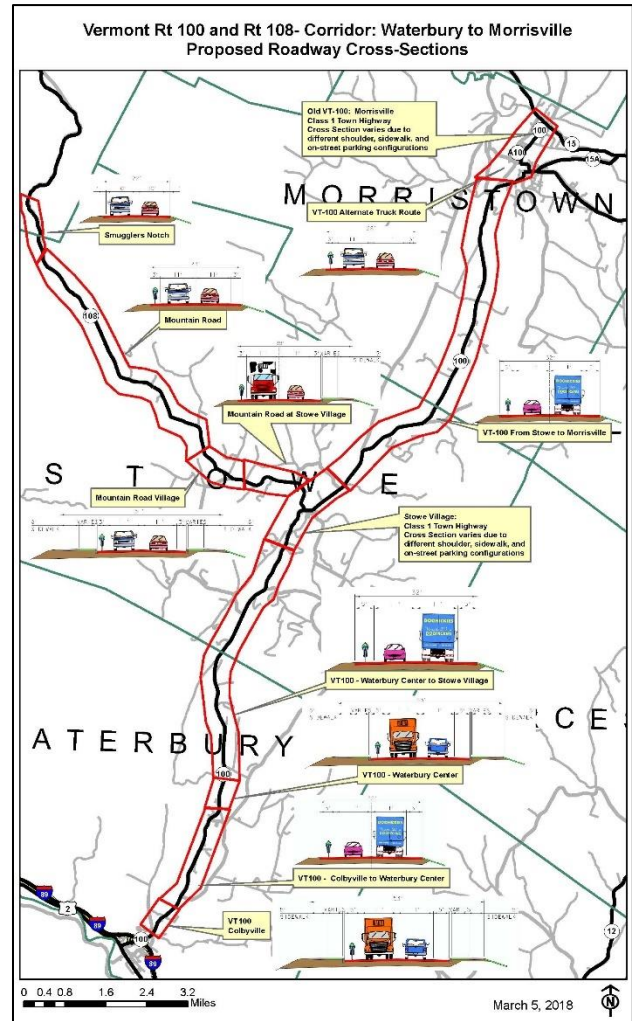 Vermont Rt 100 and Rt 108- Corridor: Waterbury to Morrisville
Proposed Roadway Cross-Sections
Old VT-100: Morrisville
Class 1 Town Highway
Cross Section varies due to
different shoulder, sidewalk, and
on-street parking configurations
100
A100
15
15A
MORRISTOWN
VT-100 Alternate Truck Route
Smugglers Notch
108
Mountain Road
100
Mountain Road at Stowe Village
VT-100 From Stowe to Morrisville
STOWE
Mountain Road Village
Stowe Village:
Class 1 Town Highway
Cross Section varies due to
different shoulder, sidewalk, and
on-street parking configurations
32'
VT100 - Waterbury Center to Stowe Village
ATERBURY
CES
VT100 - Waterbury Center
100
VT100 - Colbyville to Waterbury Center
SIDEWALK
SIDEWALK
VT100
Colbyville
89
2
89
100
89
12
0 0.4 0.8 1.6 2.4 3.2
Miles
March 5, 2018
N